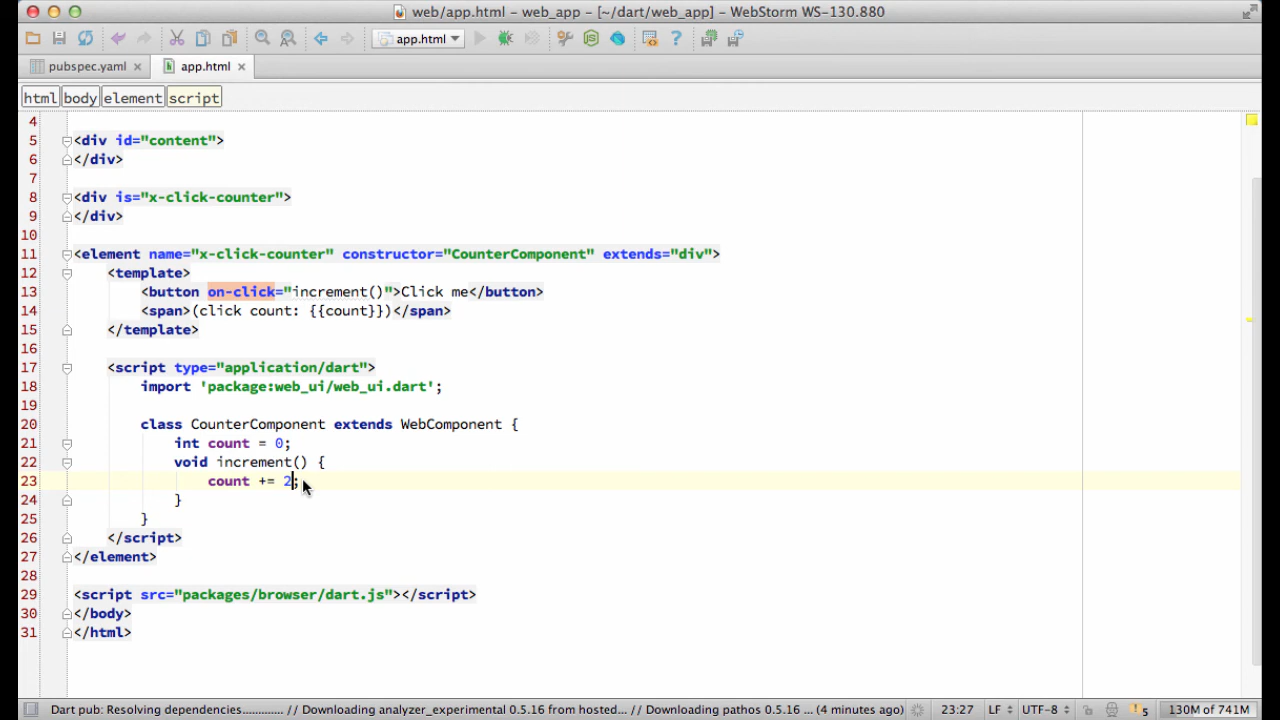 web/app.html – web_app – [~/dart/web_app] – WebStorm WS-130.880
app.html
pubspec.yaml app.html
html body element script
4
5 <div id="content">
6 </div>
7
8 <div is="x-click-counter">
9 </div>
10
11 <element name="x-click-counter" constructor="CounterComponent" extends="div">
12 <template>
13 <button on-click="increment()">Click me</button>
14 <span>(click count: {{count}})</span>
15 </template>
16
17 <script type="application/dart">
18 import 'package:web_ui/web_ui.dart';
19
20 class CounterComponent extends WebComponent {
21 int count = 0;
22 void increment() {
23 count += 2;
24 }
25 }
26 </script>
27 </element>
28
29 <script src="packages/browser/dart.js"></script>
30 </body>
31 </html>
Dart pub: Resolving dependencies............. // Downloading analyzer_experimental 0.5.16 from hosted... // Downloading pathos 0.5.16 ... (4 minutes ago) 23:27 LF UTF-8 5 130M of 741M